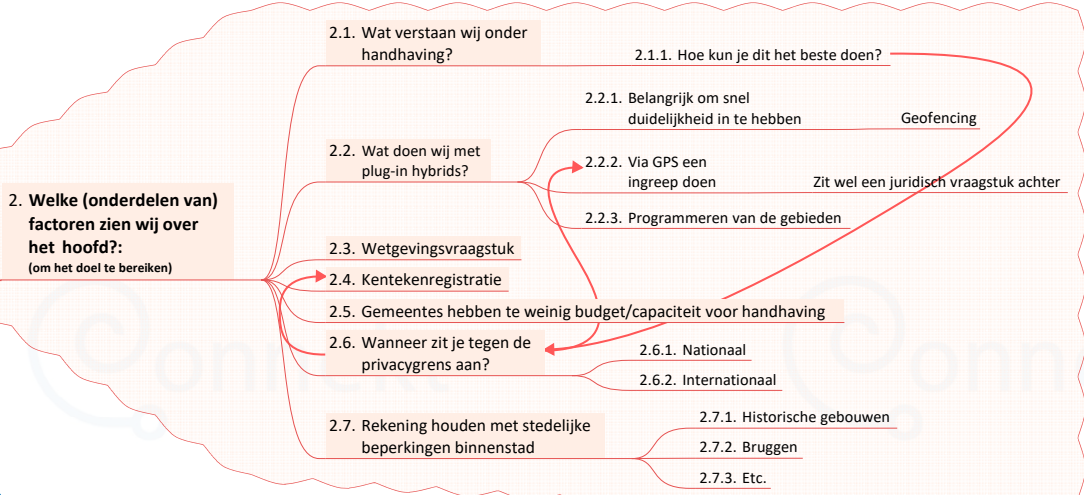 2. Welke (onderdelen van)
factoren zien wij over
het hoofd?:
(om het doel te bereiken)
2.1. Wat verstaan wij onder
handhaving?
2.1.1. Hoe kun je dit het beste doen?
2.2. Wat doen wij met
plug-in hybrids?
2.2.1. Belangrijk om snel
duidelijkheid in te hebben
Geofencing
2.2.2. Via GPS een
ingreep doen
Zit wel een juridisch vraagstuk achter
2.2.3. Programmeren van de gebieden
2.3. Wetgevingsvraagstuk
2.4. Kentekenregistratie
2.5. Gemeentes hebben te weinig budget/capaciteit voor handhaving
2.6. Wanneer zit je tegen de
privacygrens aan?
2.6.1. Nationaal
2.6.2. Internationaal
2.7. Rekening houden met stedelijke
beperkingen binnenstad
2.7.1. Historische gebouwen
2.7.2. Bruggen
2.7.3. Etc.